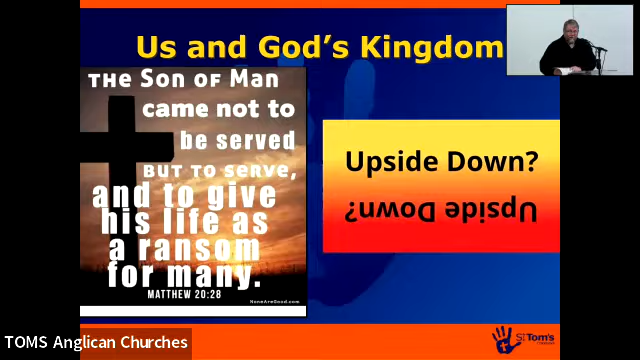 Us and God's Kingdom
THE SON OF MAN
came not to
be served
BUT TO SERVE,
and to give
his life as
a ransom
for many.
MATTHEW 20:28
NoneAreGood.com
Upside Down?
Upside Down?
St Tom's
TOMS Anglican Churches